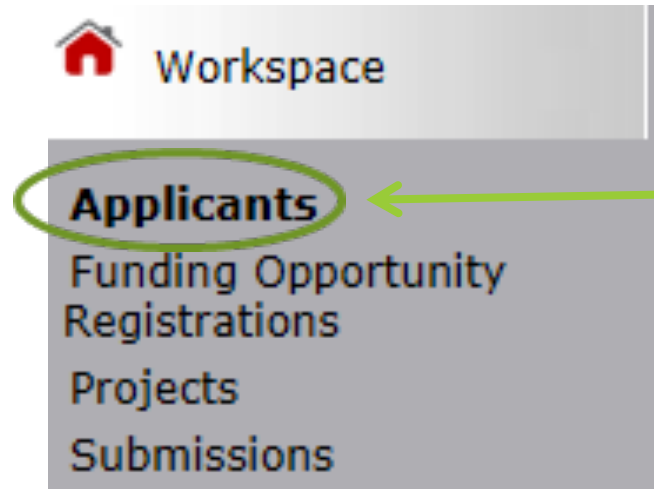 Workspace
Applicants
Funding Opportunity
Registrations
Projects
Submissions